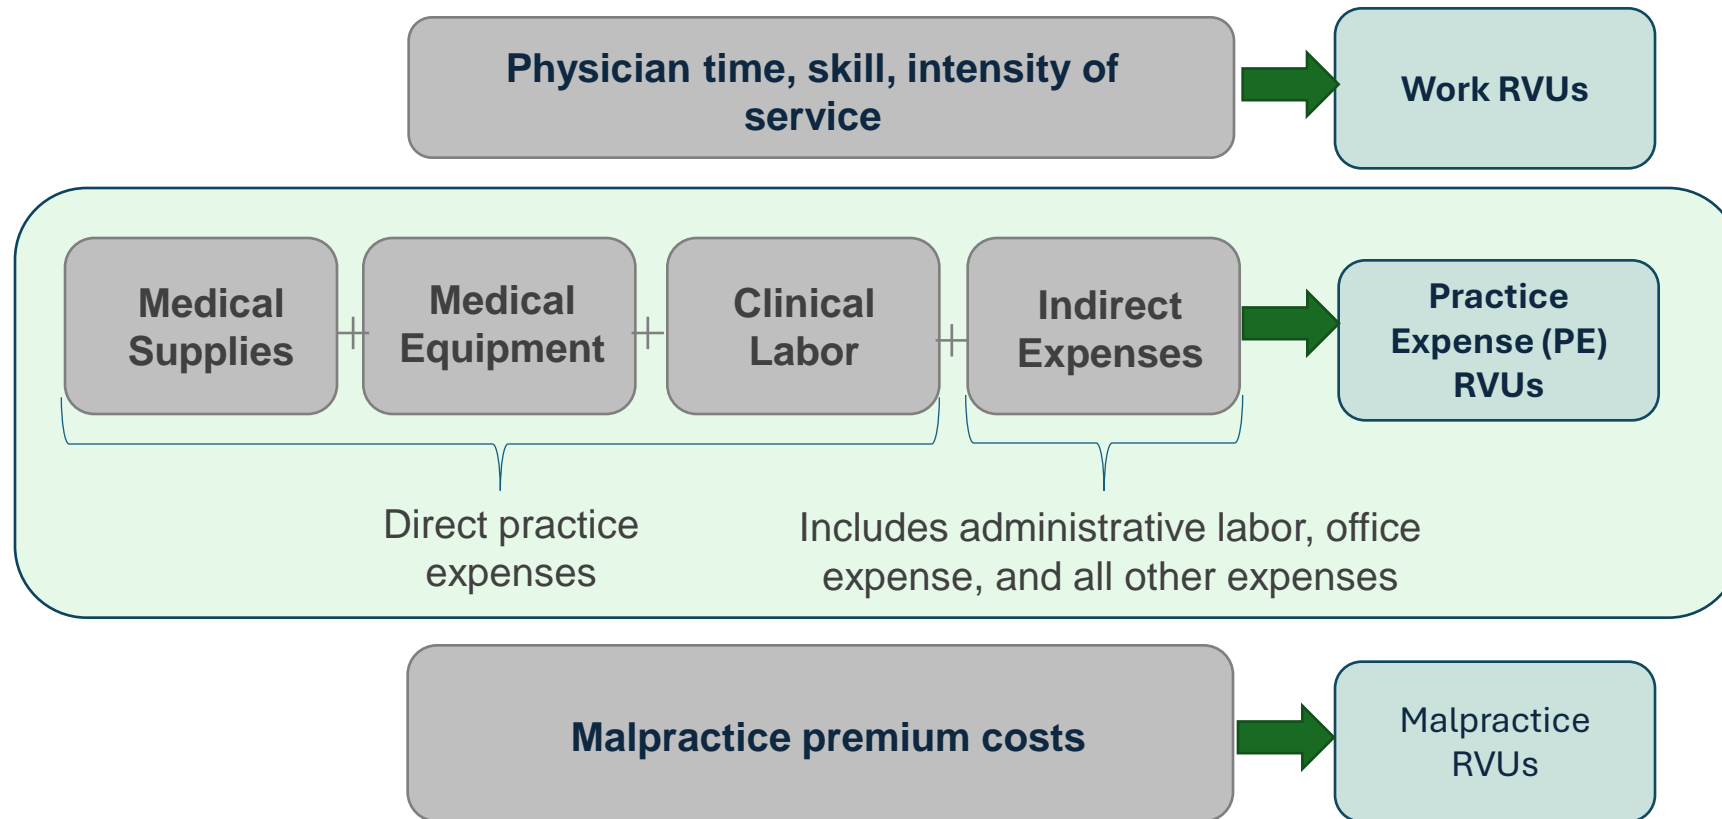 Physician time, skill, intensity of
service
Work RVUs
Medical
Supplies
Medical
Equipment
Clinical
Labor
Indirect
Expenses
Practice
Expense (PE)
RVUs
Direct practice
expenses
Includes administrative labor, office
expense, and all other expenses
Malpractice premium costs
Malpractice
RVUs